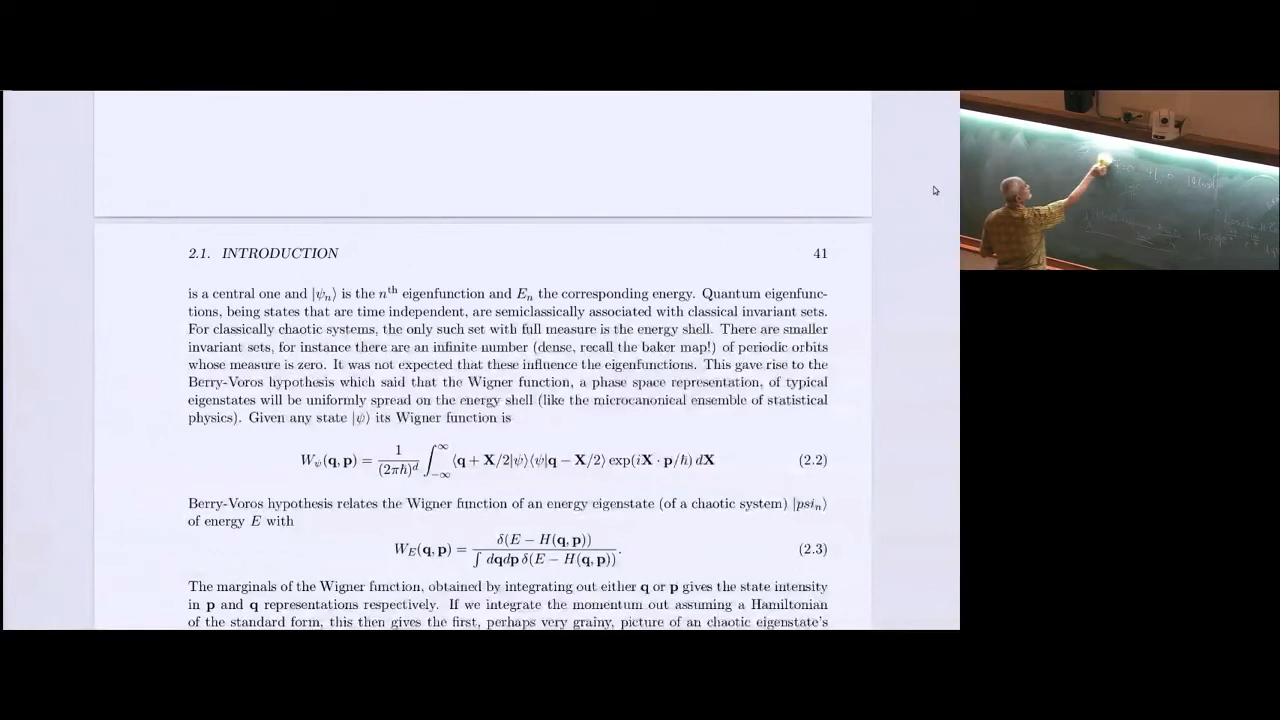 2.1. INTRODUCTION 41
is a central one and |ψₙ⟩ is the nᵗʰ eigenfunction and Eₙ the corresponding energy. Quantum eigenfunc-
tions, being states that are time independent, are semiclassically associated with classical invariant sets.
For classically chaotic systems, the only such set with full measure is the energy shell. There are smaller
invariant sets, for instance there are an infinite number (dense, recall the baker map!) of periodic orbits
whose measure is zero. It was not expected that these influence the eigenfunctions. This gave rise to the
Berry-Voros hypothesis which said that the Wigner function, a phase space representation, of typical
eigenstates will be uniformly spread on the energy shell (like the microcanonical ensemble of statistical
physics). Given any state |ψ⟩ its Wigner function is
W_ψ(q, p) = 1/(2πℏ)^d ∫_{-∞}^{∞} ⟨q + X/2|ψ⟩⟨ψ|q − X/2⟩ exp(iX · p/ℏ) dX (2.2)
Berry-Voros hypothesis relates the Wigner function of an energy eigenstate (of a chaotic system) |psiₙ⟩
of energy E with
W_E(q, p) = δ(E − H(q, p)) / ∫ dqdp δ(E − H(q, p)). (2.3)
The marginals of the Wigner function, obtained by integrating out either q or p gives the state intensity
in p and q representations respectively. If we integrate the momentum out assuming a Hamiltonian
of the standard form, this then gives the first, perhaps very grainy, picture of an chaotic eigenstate's